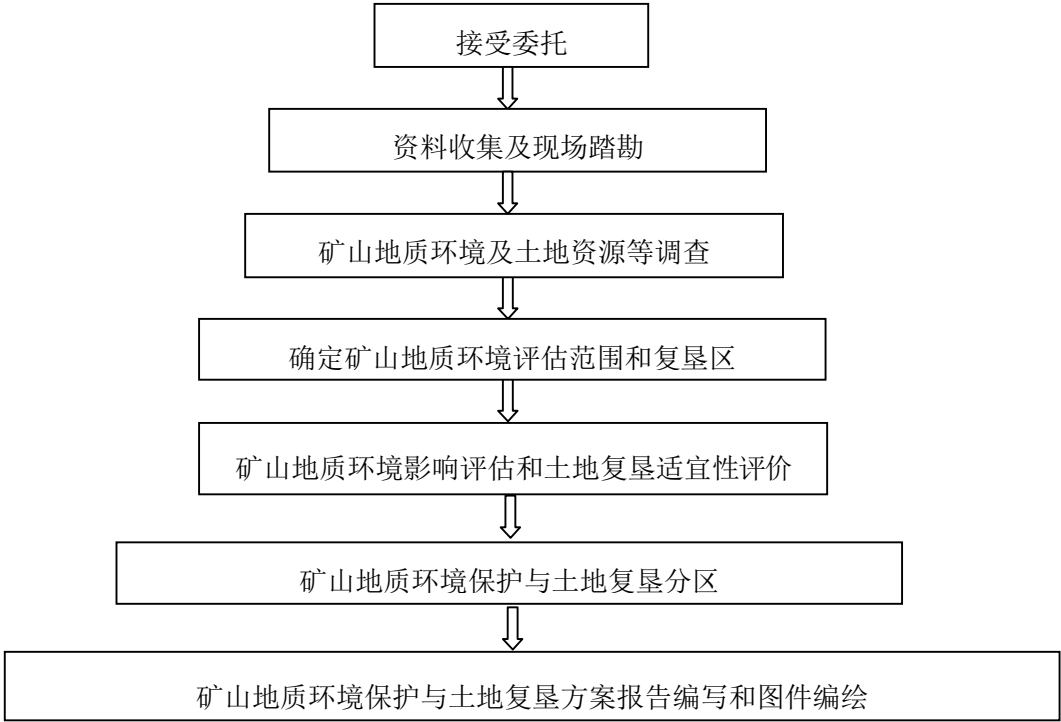 接受委托
资料收集及现场踏勘
矿山地质环境及土地资源等调查
确定矿山地质环境评估范围和复垦区
矿山地质环境影响评估和土地复垦适宜性评价
矿山地质环境保护与土地复垦分区
矿山地质环境保护与土地复垦方案报告编写和图件编绘